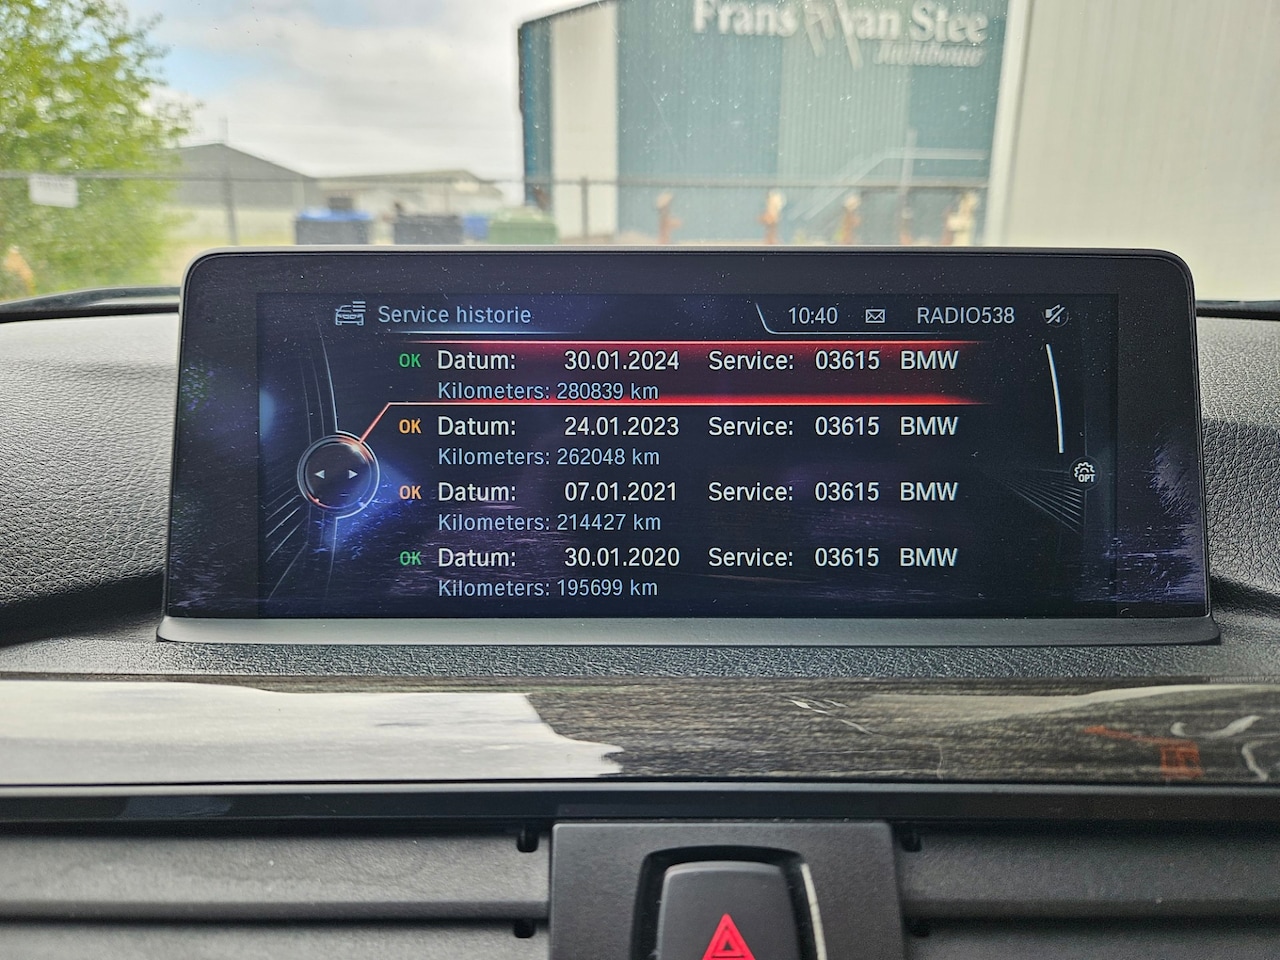 Frans van Stee
Service historie
10:40
RADIO538
OK Datum: 30.01.2024 Service: 03615 BMW
Kilometers: 280839 km
OK Datum: 24.01.2023 Service: 03615 BMW
Kilometers: 262048 km
OPT
OK Datum: 07.01.2021 Service: 03615 BMW
Kilometers: 214427 km
OK Datum: 30.01.2020 Service: 03615 BMW
Kilometers: 195699 km